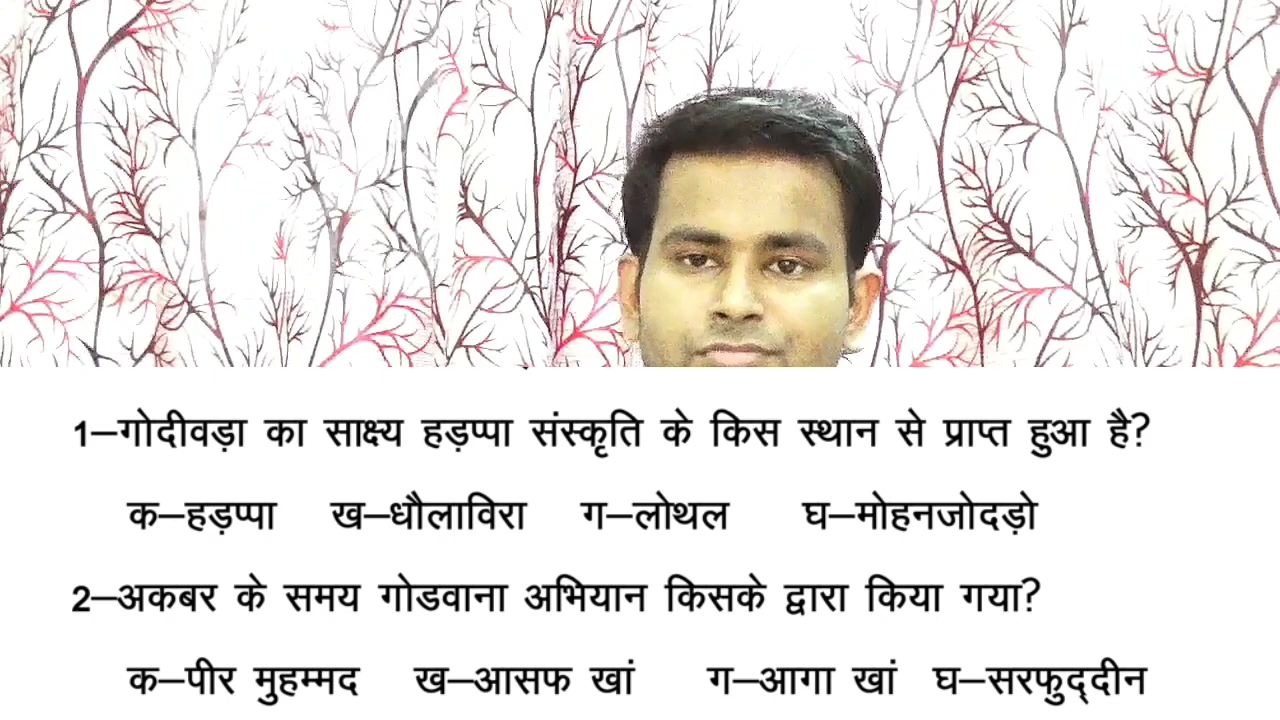 1–गोदीवड़ा का साक्ष्य हड़प्पा संस्कृति के किस स्थान से प्राप्त हुआ है?
क–हड़प्पा ख–धौलाविरा ग–लोथल घ–मोहनजोदड़ो
2–अकबर के समय गोडवाना अभियान किसके द्वारा किया गया?
क–पीर मुहम्मद ख–आसफ खां ग–आगा खां घ–सरफुद्दीन